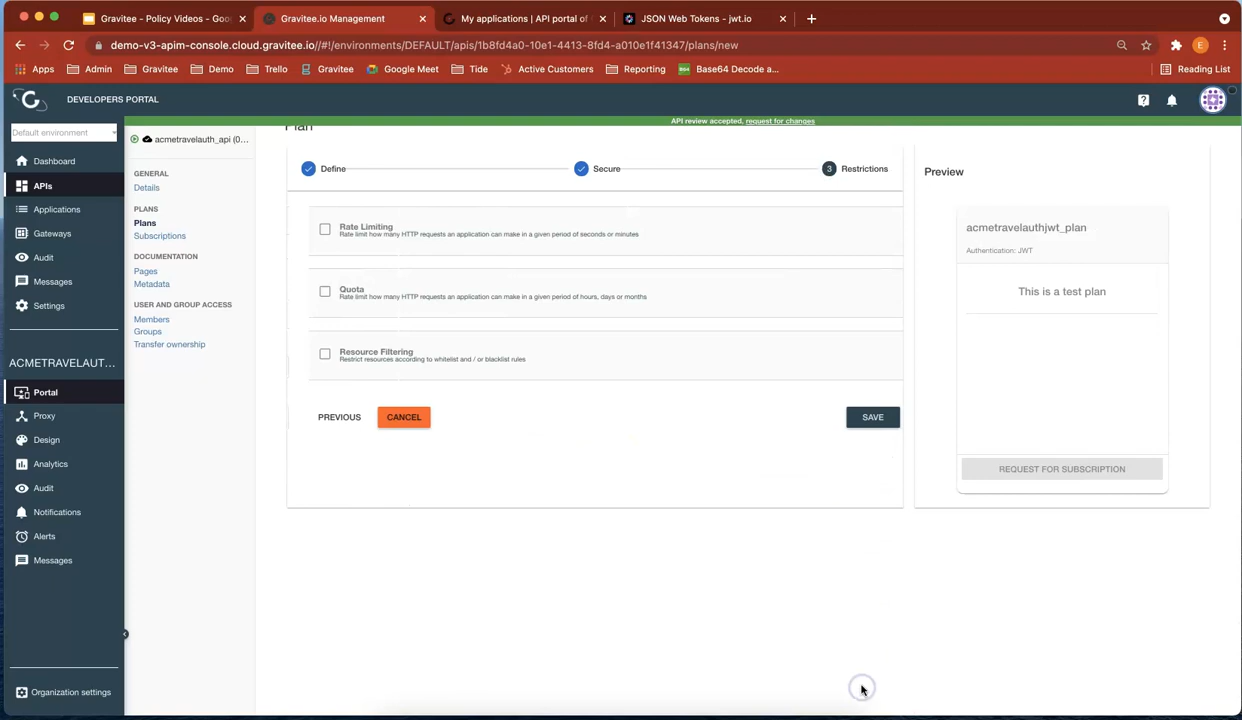 Gravitee - Policy Videos - Goo
Gravitee.io Management
My applications | API portal of
JSON Web Tokens - jwt.io
demo-v3-apim-console.cloud.gravitee.io//#!/environments/DEFAULT/apis/1b8fd4a0-10e1-4413-8fd4-a010e1f41347/plans/new
Apps
Admin
Gravitee
Demo
Trello
Gravitee
Google Meet
Tide
Active Customers
Reporting
Base64 Decode a...
Reading List
DEVELOPERS PORTAL
API review accepted, request for changes
Default environment
Dashboard
APIs
Applications
Gateways
Audit
Messages
Settings
ACMETRAVELAUT...
Portal
Proxy
Design
Analytics
Audit
Notifications
Alerts
Messages
Organization settings
acmetravelauth_api (0...
GENERAL
Details
PLANS
Plans
Subscriptions
DOCUMENTATION
Pages
Metadata
USER AND GROUP ACCESS
Members
Groups
Transfer ownership
Plan
Define
Secure
3 Restrictions
Rate Limiting
Rate limit how many HTTP requests an application can make in a given period of seconds or minutes
Quota
Rate limit how many HTTP requests an application can make in a given period of hours, days or months
Resource Filtering
Restrict resources according to whitelist and / or blacklist rules
PREVIOUS
CANCEL
SAVE
Preview
acmetravelauthjwt_plan
Authentication: JWT
This is a test plan
REQUEST FOR SUBSCRIPTION